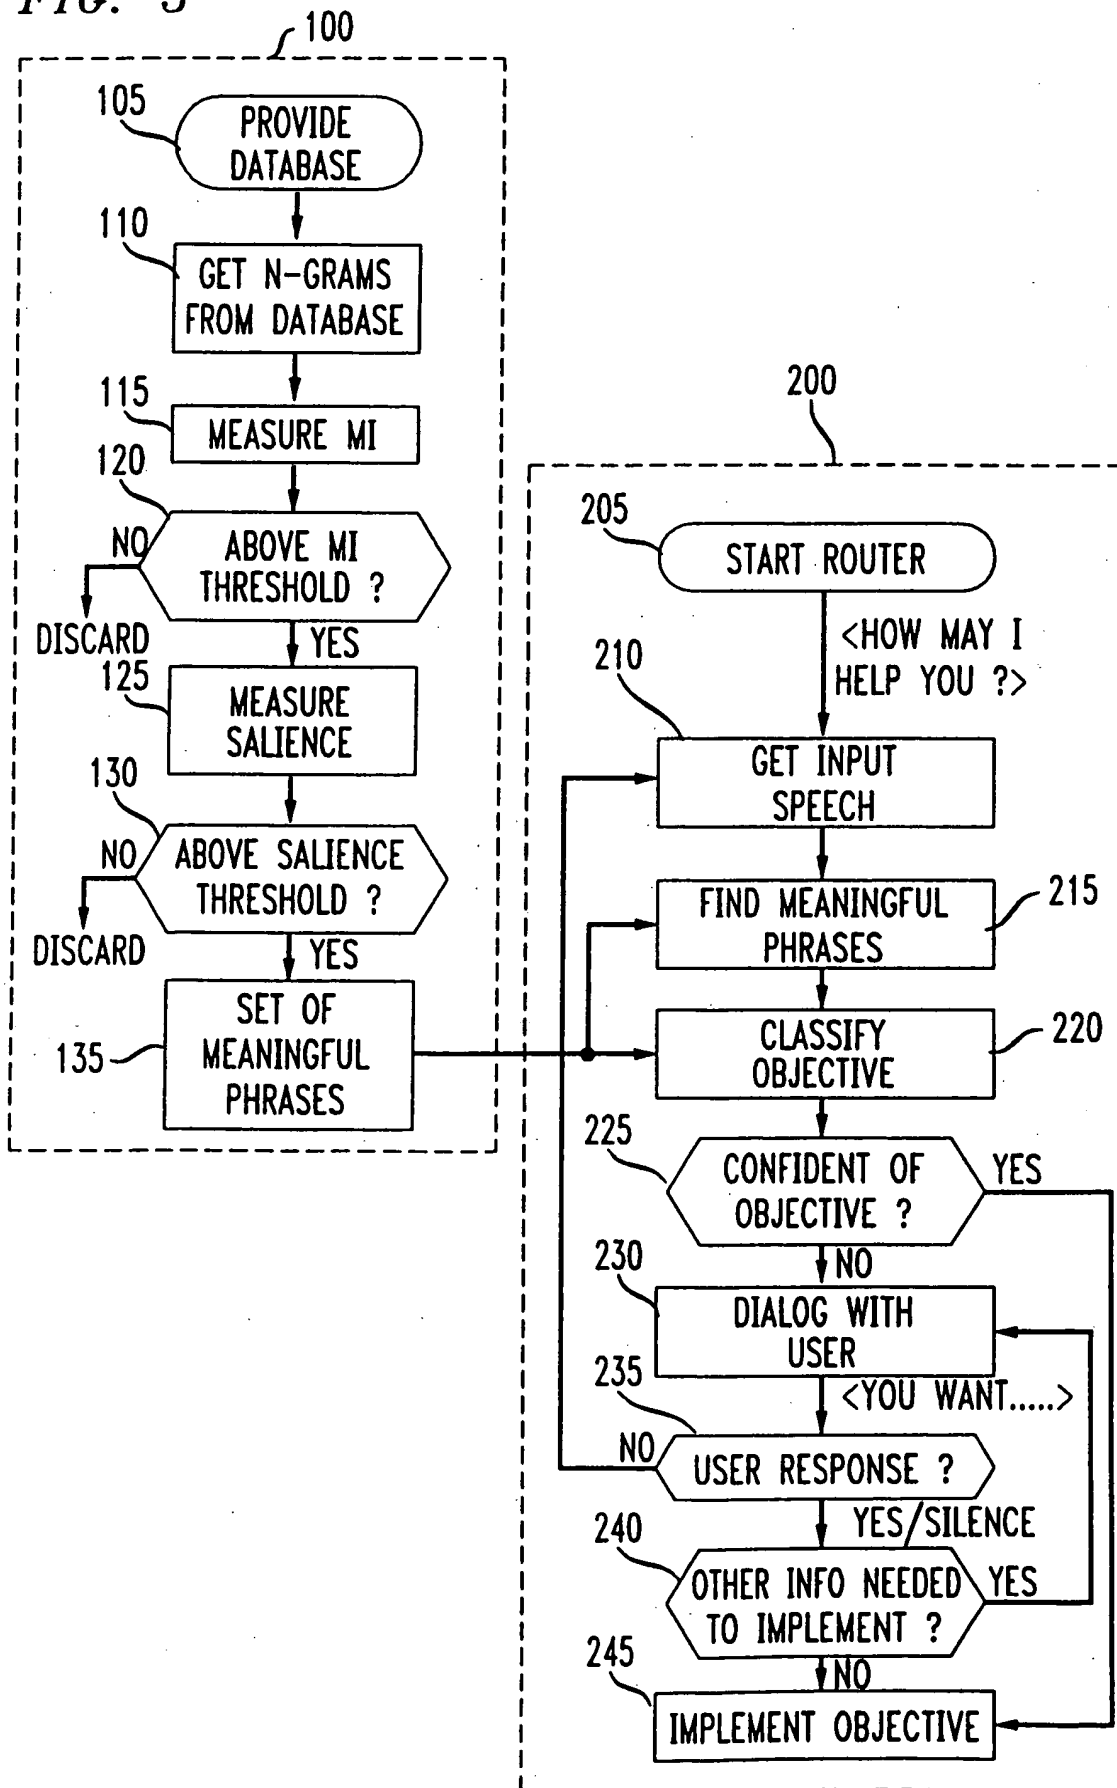 FIG. 3
100
105
PROVIDE
DATABASE
110
GET N-GRAMS
FROM DATABASE
115
MEASURE MI
120
NO
ABOVE MI
THRESHOLD ?
DISCARD
YES
125
MEASURE
SALIENCE
130
NO
ABOVE SALIENCE
THRESHOLD ?
DISCARD
YES
135
SET OF
MEANINGFUL
PHRASES
200
205
START ROUTER
<HOW MAY I
HELP YOU ?>
210
GET INPUT
SPEECH
FIND MEANINGFUL
PHRASES
215
CLASSIFY
OBJECTIVE
220
225
CONFIDENT OF
OBJECTIVE ?
YES
NO
230
DIALOG WITH
USER
<YOU WANT.....>
235
NO
USER RESPONSE ?
YES/SILENCE
240
OTHER INFO NEEDED
TO IMPLEMENT ?
YES
NO
245
IMPLEMENT OBJECTIVE